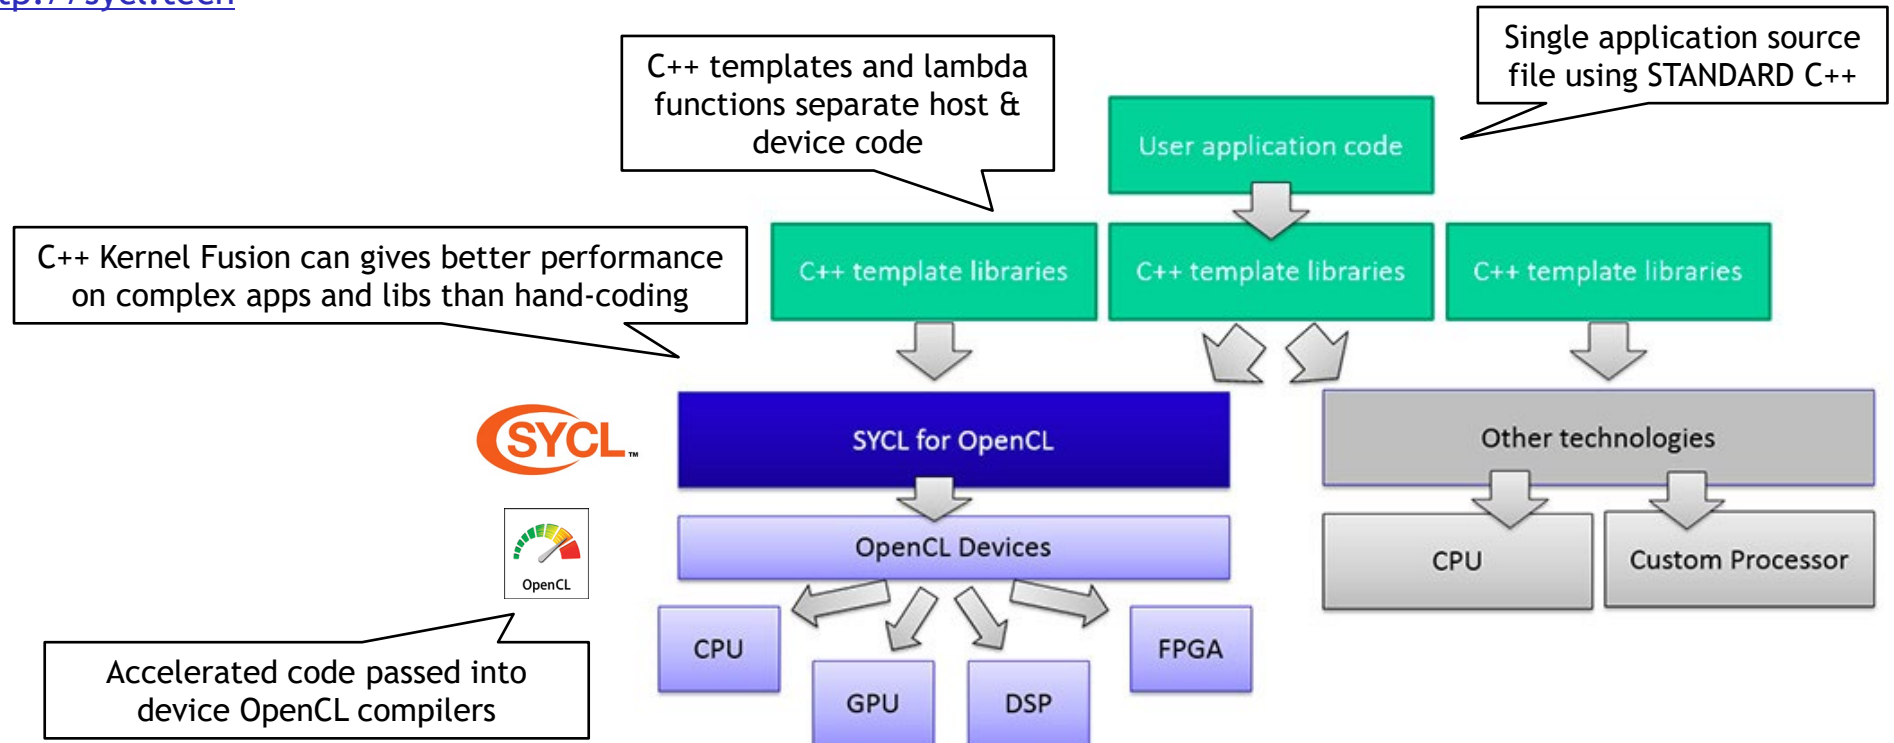 tp://sycl.tech
Single application source
file using STANDARD C++
C++ templates and lambda
functions separate host &
device code
User application code
C++ Kernel Fusion can gives better performance
on complex apps and libs than hand-coding
C++ template libraries
C++ template libraries
C++ template libraries
SYCL™
SYCL for OpenCL
Other technologies
OpenCL
OpenCL Devices
CPU
Custom Processor
CPU
GPU
DSP
FPGA
Accelerated code passed into
device OpenCL compilers